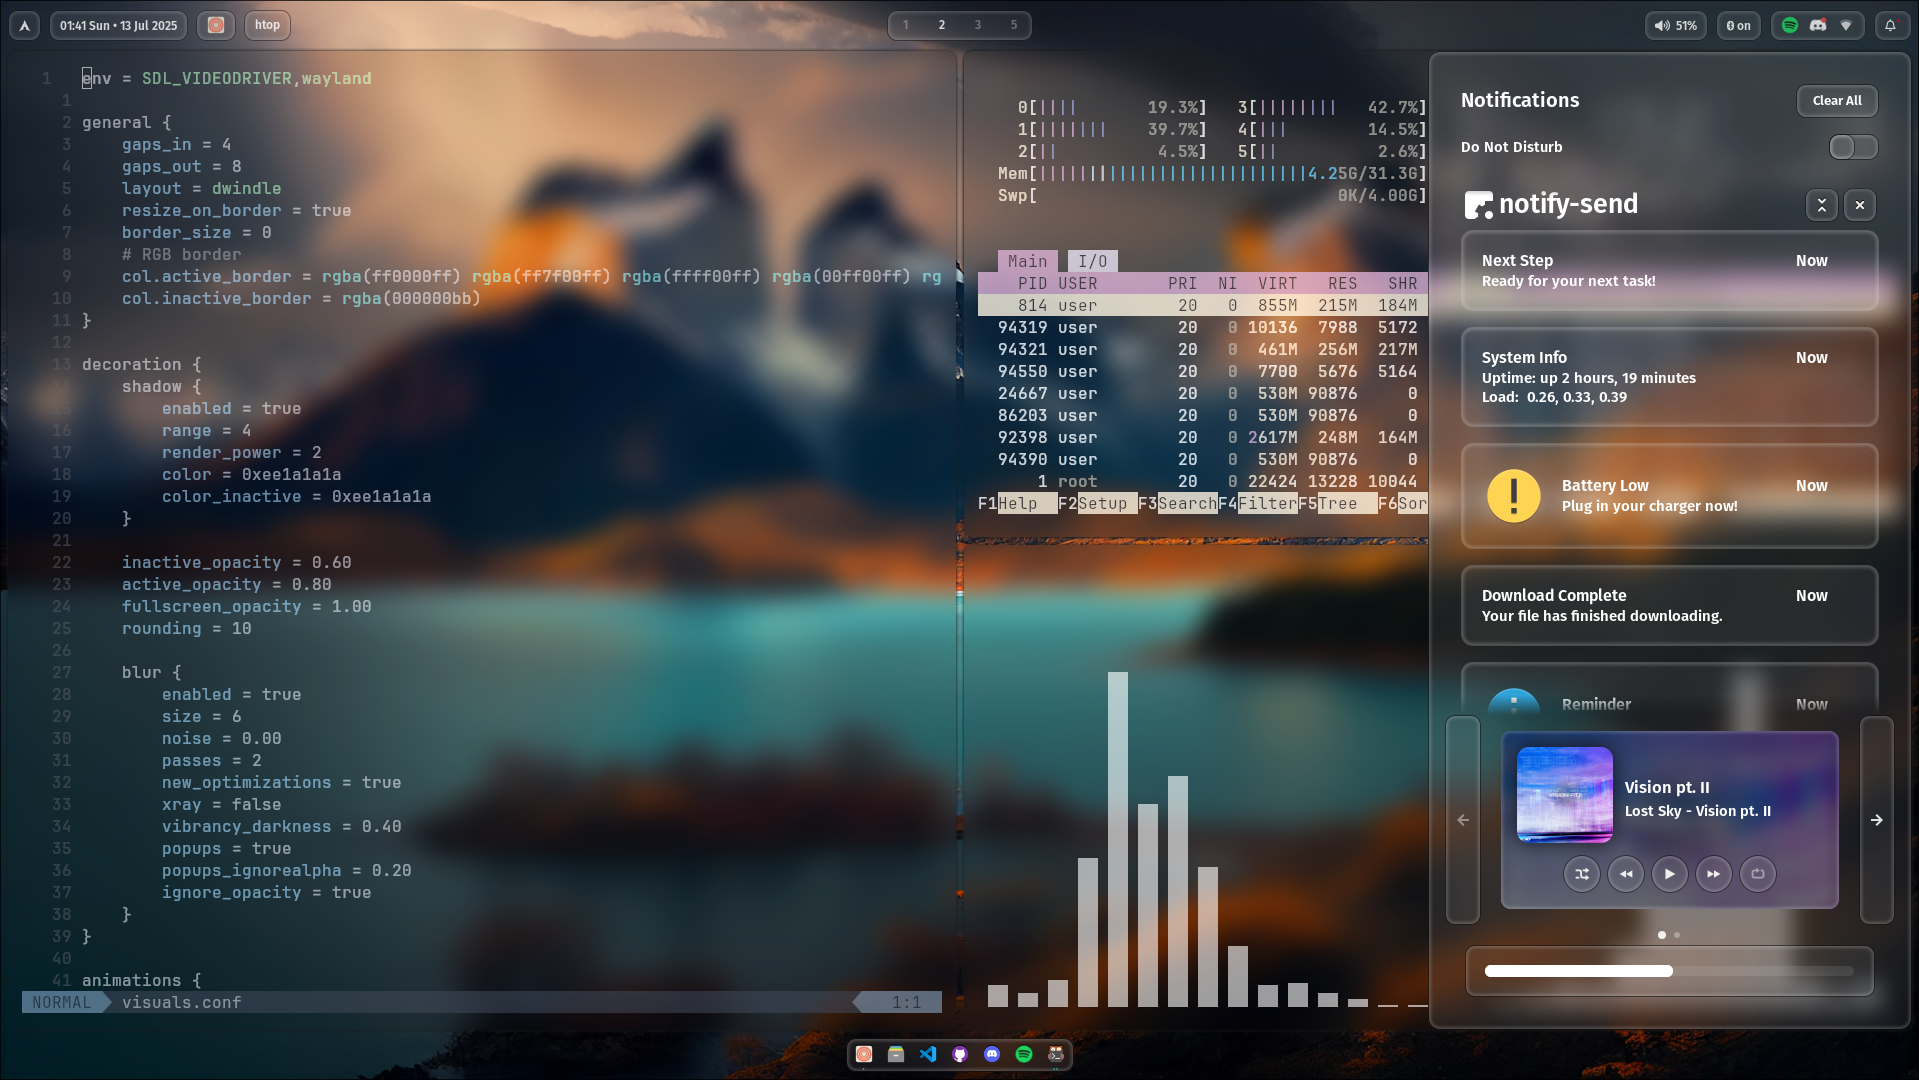 01:41 Sun • 13 Jul 2025
htop
1 2 3 5
51%
on
1 env = SDL_VIDEODRIVER,wayland
1
2 general {
3 gaps_in = 4
4 gaps_out = 8
5 layout = dwindle
6 resize_on_border = true
7 border_size = 0
8 # RGB border
9 col.active_border = rgba(ff0000ff) rgba(ff7f00ff) rgba(ffff00ff) rgba(00ff00ff) rg
10 col.inactive_border = rgba(000000bb)
11 }
12
13 decoration {
14 shadow {
15 enabled = true
16 range = 4
17 render_power = 2
18 color = 0xee1a1a1a
19 color_inactive = 0xee1a1a1a
20 }
21
22 inactive_opacity = 0.60
23 active_opacity = 0.80
24 fullscreen_opacity = 1.00
25 rounding = 10
26
27 blur {
28 enabled = true
29 size = 6
30 noise = 0.00
31 passes = 2
32 new_optimizations = true
33 xray = false
34 vibrancy_darkness = 0.40
35 popups = true
36 popups_ignorealpha = 0.20
37 ignore_opacity = true
38 }
39 }
40
41 animations {
NORMAL visuals.conf 1:1
0[|||| 19.3%] 3[|||||||| 42.7%]
1[||||||| 39.7%] 4[||| 14.5%]
2[|| 4.5%] 5[|| 2.6%]
Mem[|||||||||||||||||||||||||||4.25G/31.3G]
Swp[ 0K/4.00G]
Main I/O
PID USER PRI NI VIRT RES SHR
814 user 20 0 855M 215M 184M
94319 user 20 0 10136 7988 5172
94321 user 20 0 461M 256M 217M
94550 user 20 0 7700 5676 5164
24667 user 20 0 530M 90876 0
86203 user 20 0 530M 90876 0
92398 user 20 0 2617M 248M 164M
94390 user 20 0 530M 90876 0
1 root 20 0 22424 13228 10044
F1Help F2Setup F3SearchF4FilterF5Tree F6Sor
Notifications
Clear All
Do Not Disturb
notify-send
Next Step Now
Ready for your next task!
System Info Now
Uptime: up 2 hours, 19 minutes
Load: 0.26, 0.33, 0.39
Battery Low Now
Plug in your charger now!
Download Complete Now
Your file has finished downloading.
Reminder Now
Vision pt. II
Lost Sky - Vision pt. II